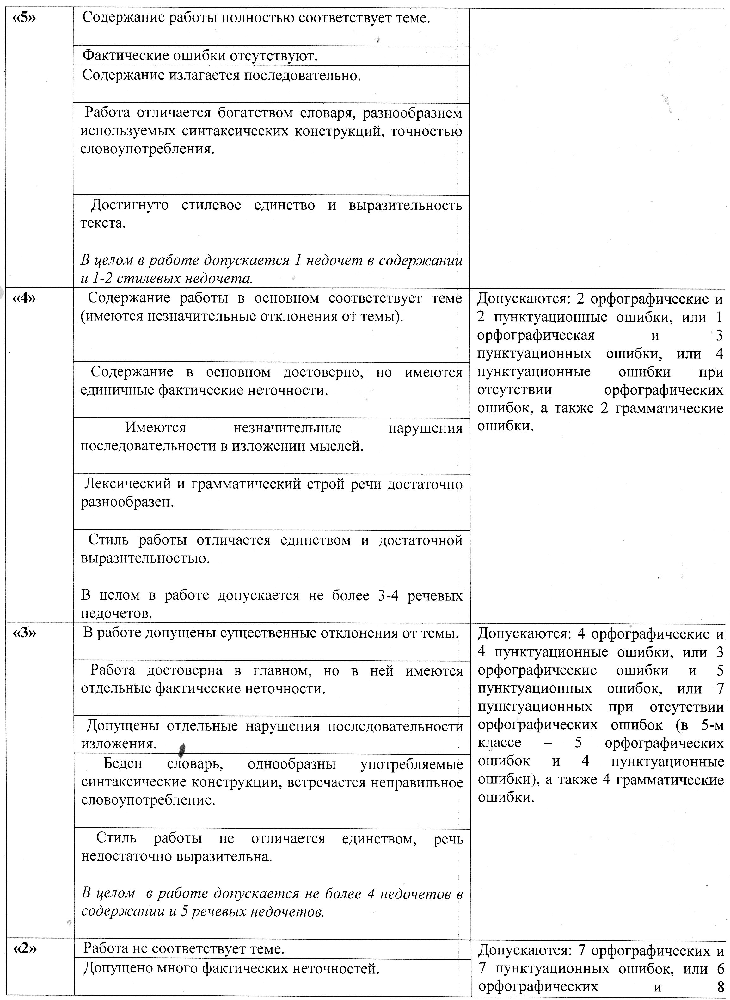 «5»
Содержание работы полностью соответствует теме.
Фактические ошибки отсутствуют.
Содержание излагается последовательно.
Работа отличается богатством словаря, разнообразием
используемых синтаксических конструкций, точностью
словоупотребления.
Достигнуто стилевое единство и выразительность
текста.
В целом в работе допускается 1 недочет в содержании
и 1-2 стилевых недочета.
«4»
Содержание работы в основном соответствует теме
(имеются незначительные отклонения от темы).
Содержание в основном достоверно, но имеются
единичные фактические неточности.
Имеются незначительные нарушения
последовательности в изложении мыслей.
Лексический и грамматический строй речи достаточно
разнообразен.
Стиль работы отличается единством и достаточной
выразительностью.
В целом в работе допускается не более 3-4 речевых
недочетов.
Допускаются: 2 орфографические и
2 пунктуационные ошибки, или 1
орфографическая и 3
пунктуационных ошибки, или 4
пунктуационные ошибки при
отсутствии орфографических
ошибок, а также 2 грамматические
ошибки.
«3»
В работе допущены существенные отклонения от темы.
Работа достоверна в главном, но в ней имеются
отдельные фактические неточности.
Допущены отдельные нарушения последовательности
изложения.
Беден словарь, однообразны употребляемые
синтаксические конструкции, встречается неправильное
словоупотребление.
Стиль работы не отличается единством, речь
недостаточно выразительна.
В целом в работе допускается не более 4 недочетов в
содержании и 5 речевых недочетов.
Допускаются: 4 орфографические и
4 пунктуационные ошибки, или 3
орфографические ошибки и 5
пунктуационных ошибок, или 7
пунктуационных при отсутствии
орфографических ошибок (в 5-м
классе – 5 орфографических
ошибок и 4 пунктуационные
ошибки), а также 4 грамматические
ошибки.
«2»
Работа не соответствует теме.
Допущено много фактических неточностей.
Допускаются: 7 орфографических и
7 пунктуационных ошибок, или 6
орфографических и 8